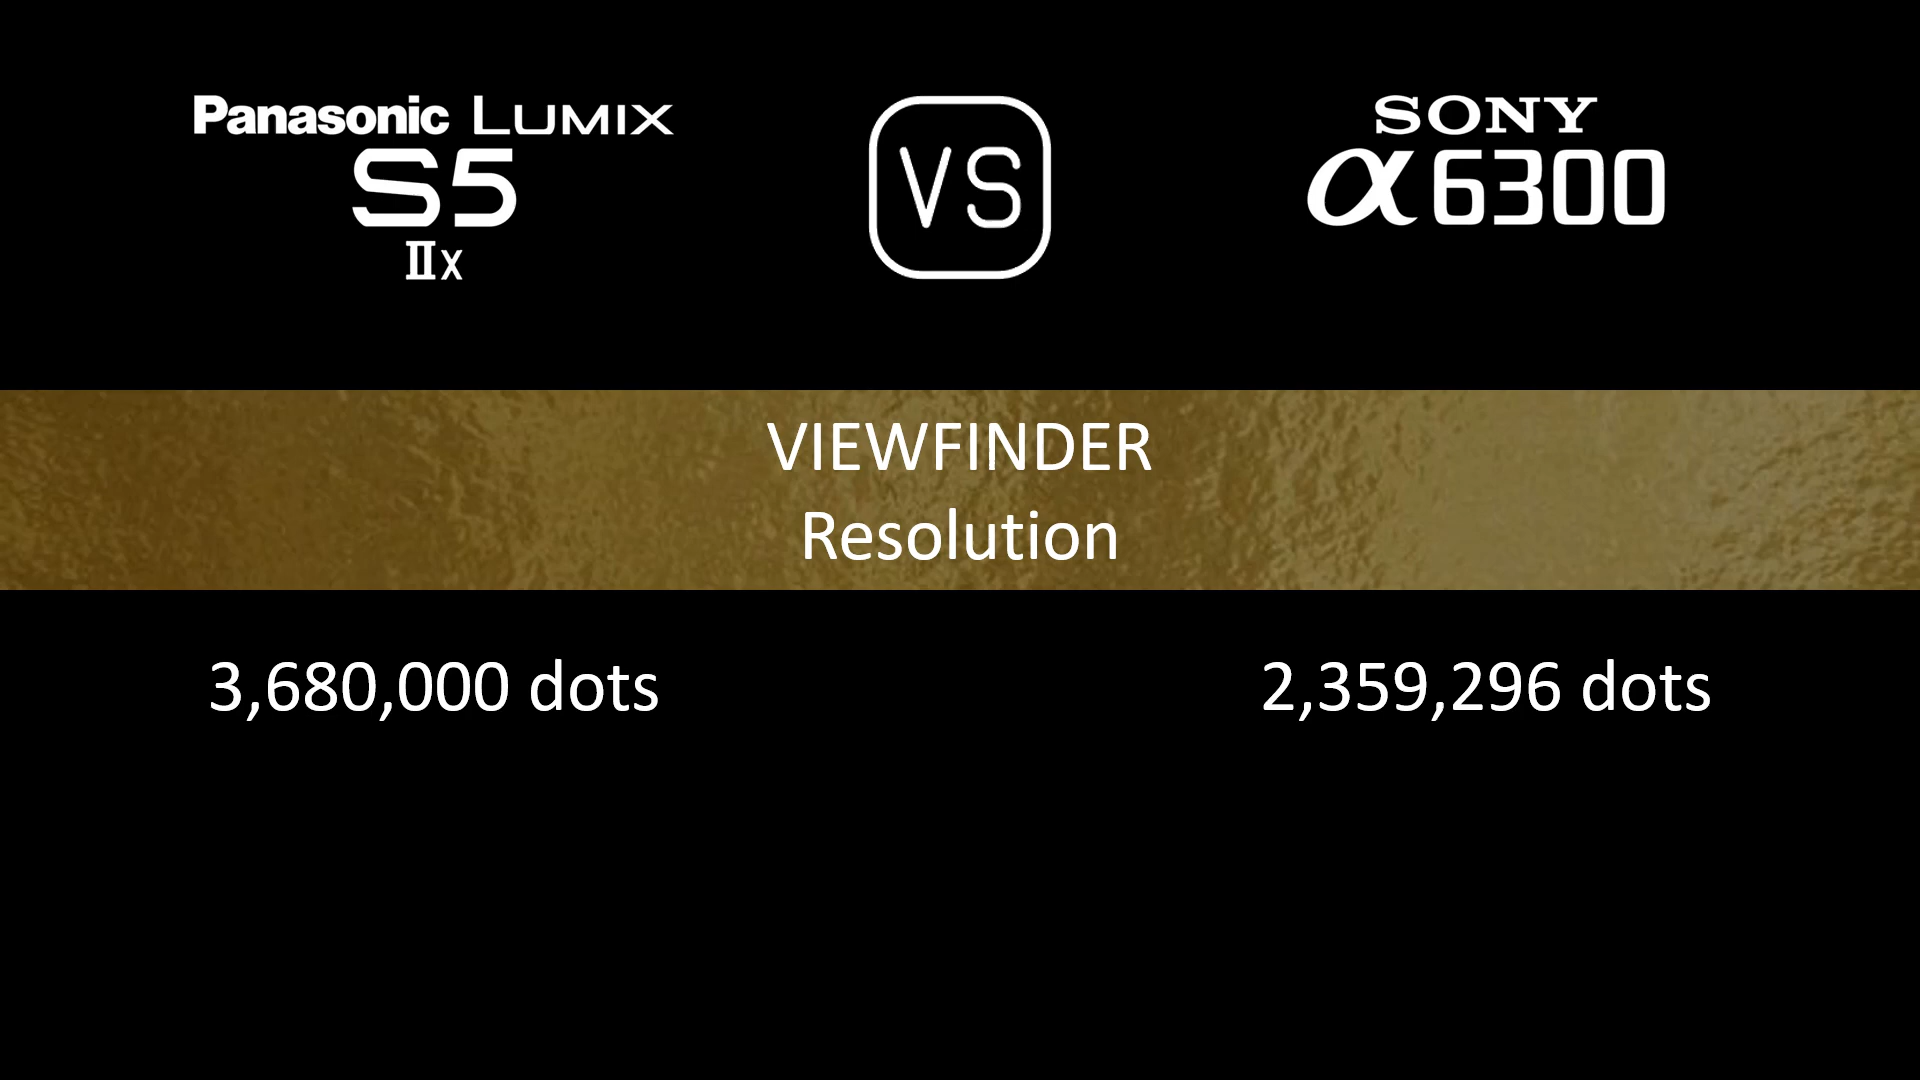 Panasonic LUMIX
S5
IIx
VS
SONY
α6300
VIEWFINDER
Resolution
3,680,000 dots
2,359,296 dots